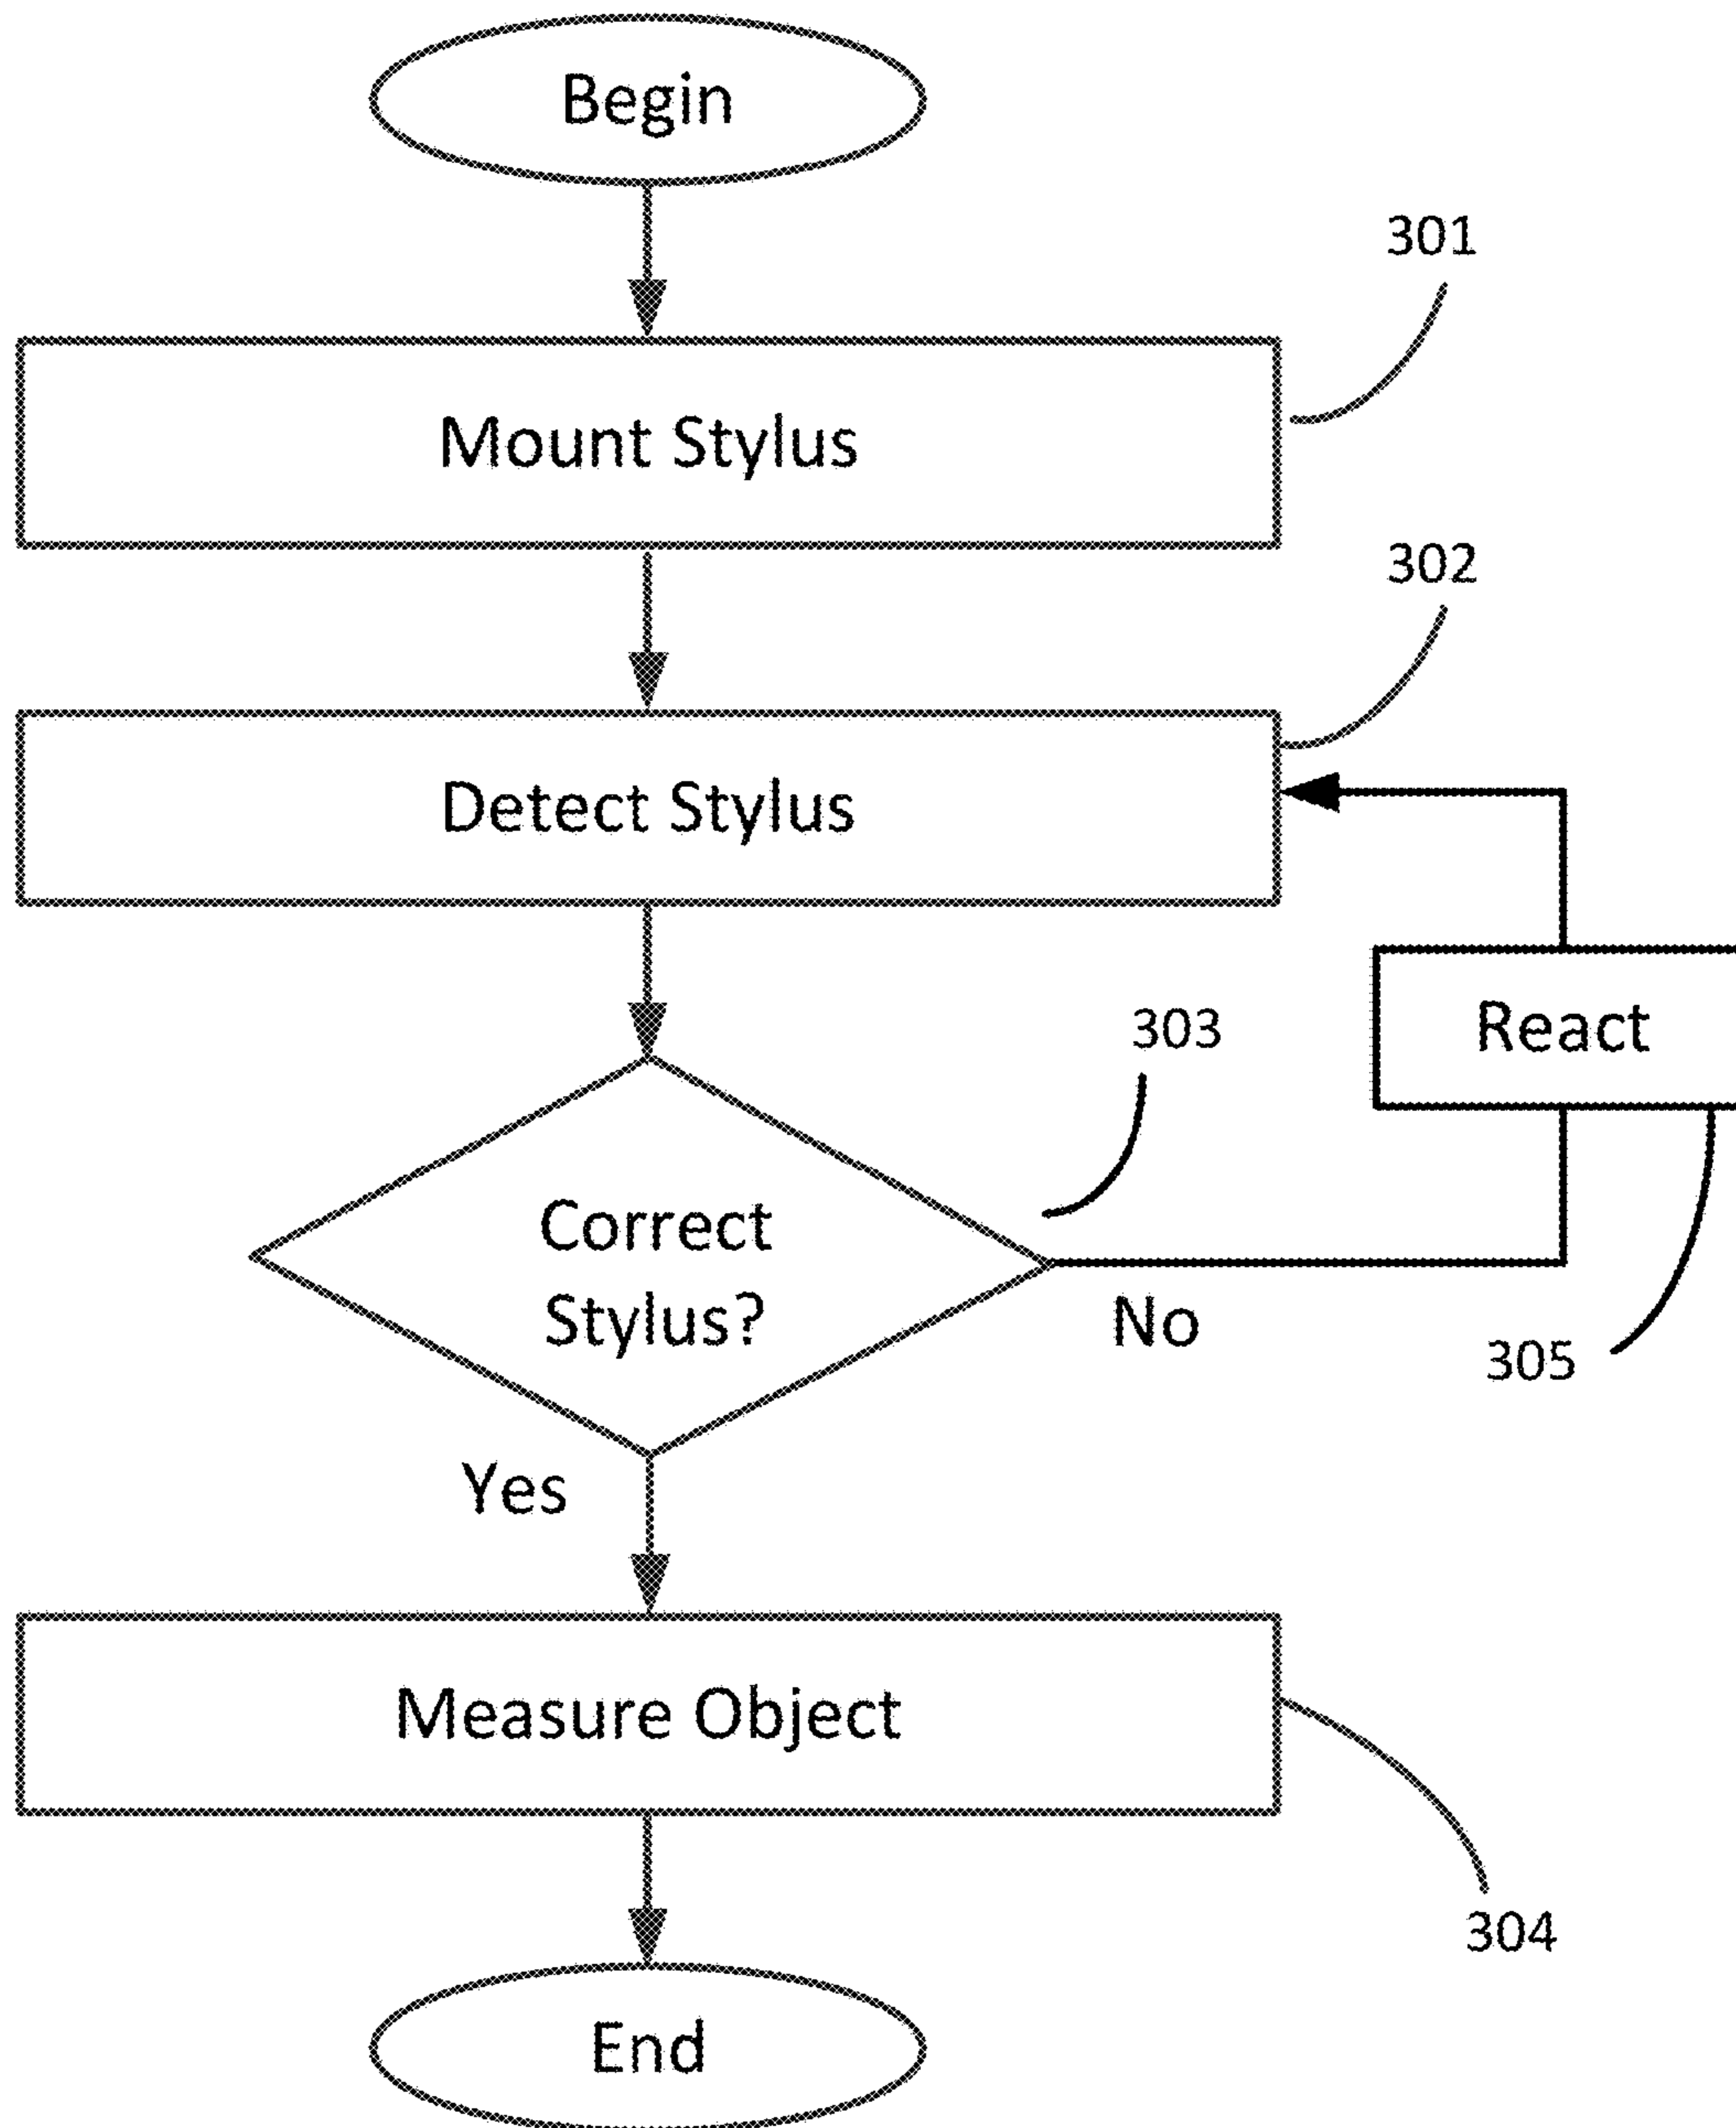 Begin
301
Mount Stylus
302
Detect Stylus
React
303
Correct
Stylus?
No
305
Yes
Measure Object
304
End